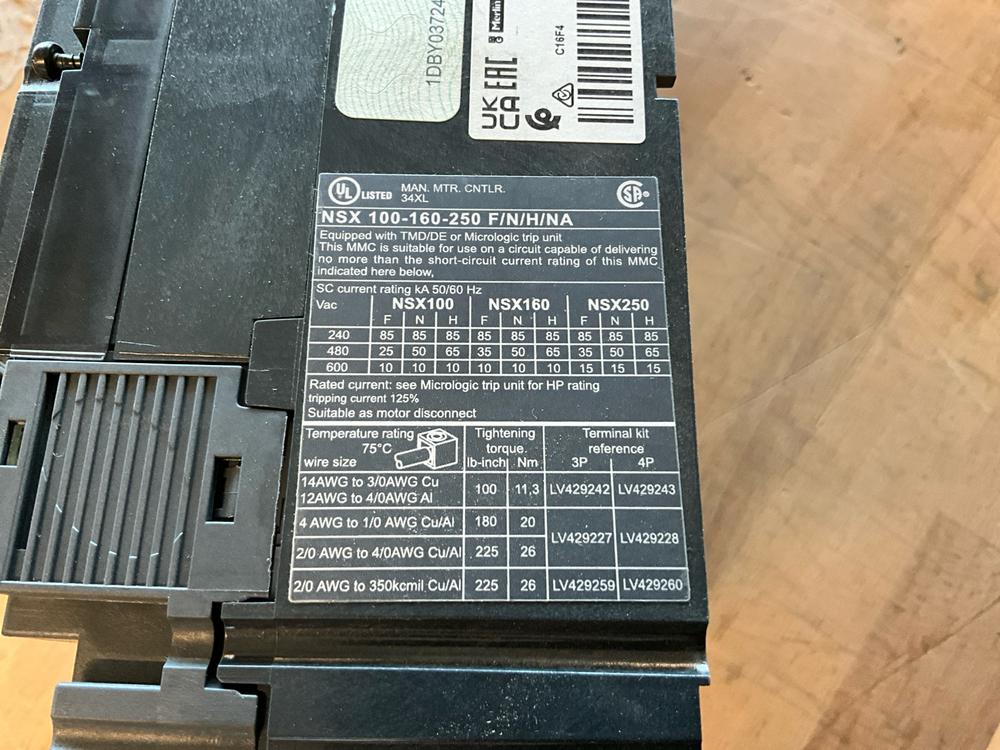 1DBY03724
Merlin
C16F4
UK
CA
EAC
UL LISTED MAN. MTR. CNTLR.
34XL
SA
NSX 100-160-250 F/N/H/NA
Equipped with TMD/DE or Micrologic trip unit
This MMC is suitable for use on a circuit capable of delivering
no more than the short-circuit current rating of this MMC
indicated here below,
SC current rating kA 50/60 Hz
Vac NSX100 NSX160 NSX250
F N H F N H F N H
240 85 85 85 85 85 85 85 85 85
480 25 50 65 35 50 65 35 50 65
600 10 10 10 10 10 10 15 15 15
Rated current: see Micrologic trip unit for HP rating
tripping current 125%
Suitable as motor disconnect
Temperature rating Tightening Terminal kit
75°C torque. reference
wire size lb-inch Nm 3P 4P
14AWG to 3/0AWG Cu
12AWG to 4/0AWG Al 100 11,3 LV429242 LV429243
4 AWG to 1/0 AWG Cu/Al 180 20
LV429227 LV429228
2/0 AWG to 4/0AWG Cu/Al 225 26
2/0 AWG to 350kcmil Cu/Al 225 26 LV429259 LV429260